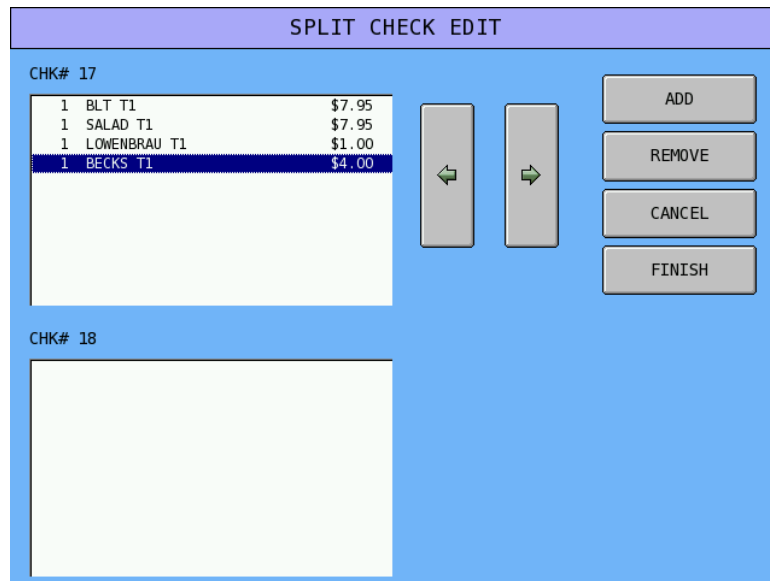 SPLIT CHECK EDIT
CHK# 17
1 BLT T1 $7.95
1 SALAD T1 $7.95
1 LOWENBRAU T1 $1.00
1 BECKS T1 $4.00
ADD
REMOVE
CANCEL
FINISH
CHK# 18